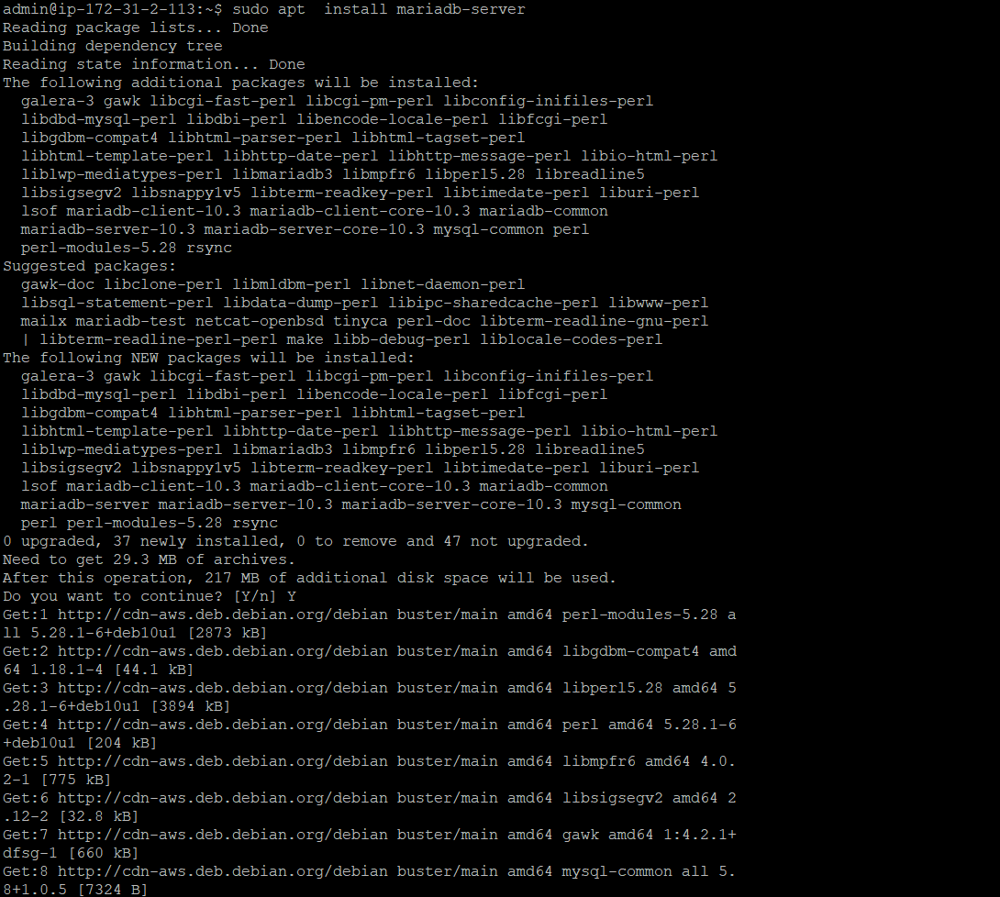 admin@ip-172-31-2-113:~$ sudo apt  install mariadb-server
Reading package lists... Done
Building dependency tree
Reading state information... Done
The following additional packages will be installed:
  galera-3 gawk libcgi-fast-perl libcgi-pm-perl libconfig-inifiles-perl
  libdbd-mysql-perl libdbi-perl libencode-locale-perl libfcgi-perl
  libgdbm-compat4 libhtml-parser-perl libhtml-tagset-perl
  libhtml-template-perl libhttp-date-perl libhttp-message-perl libio-html-perl
  liblwp-mediatypes-perl libmariadb3 libmpfr6 libperl5.28 libreadline5
  libsigsegv2 libsnappy1v5 libterm-readkey-perl libtimedate-perl liburi-perl
  lsof mariadb-client-10.3 mariadb-client-core-10.3 mariadb-common
  mariadb-server-10.3 mariadb-server-core-10.3 mysql-common perl
  perl-modules-5.28 rsync
Suggested packages:
  gawk-doc libclone-perl libmldbm-perl libnet-daemon-perl
  libsql-statement-perl libdata-dump-perl libipc-sharedcache-perl libwww-perl
  mailx mariadb-test netcat-openbsd tinyca perl-doc libterm-readline-gnu-perl
  | libterm-readline-perl-perl make libb-debug-perl liblocale-codes-perl
The following NEW packages will be installed:
  galera-3 gawk libcgi-fast-perl libcgi-pm-perl libconfig-inifiles-perl
  libdbd-mysql-perl libdbi-perl libencode-locale-perl libfcgi-perl
  libgdbm-compat4 libhtml-parser-perl libhtml-tagset-perl
  libhtml-template-perl libhttp-date-perl libhttp-message-perl libio-html-perl
  liblwp-mediatypes-perl libmariadb3 libmpfr6 libperl5.28 libreadline5
  libsigsegv2 libsnappy1v5 libterm-readkey-perl libtimedate-perl liburi-perl
  lsof mariadb-client-10.3 mariadb-client-core-10.3 mariadb-common
  mariadb-server mariadb-server-10.3 mariadb-server-core-10.3 mysql-common
  perl perl-modules-5.28 rsync
0 upgraded, 37 newly installed, 0 to remove and 47 not upgraded.
Need to get 29.3 MB of archives.
After this operation, 217 MB of additional disk space will be used.
Do you want to continue? [Y/n] Y
Get:1 http://cdn-aws.deb.debian.org/debian buster/main amd64 perl-modules-5.28 a
ll 5.28.1-6+deb10u1 [2873 kB]
Get:2 http://cdn-aws.deb.debian.org/debian buster/main amd64 libgdbm-compat4 amd
64 1.18.1-4 [44.1 kB]
Get:3 http://cdn-aws.deb.debian.org/debian buster/main amd64 libperl5.28 amd64 5
.28.1-6+deb10u1 [3894 kB]
Get:4 http://cdn-aws.deb.debian.org/debian buster/main amd64 perl amd64 5.28.1-6
+deb10u1 [204 kB]
Get:5 http://cdn-aws.deb.debian.org/debian buster/main amd64 libmpfr6 amd64 4.0.
2-1 [775 kB]
Get:6 http://cdn-aws.deb.debian.org/debian buster/main amd64 libsigsegv2 amd64 2
.12-2 [32.8 kB]
Get:7 http://cdn-aws.deb.debian.org/debian buster/main amd64 gawk amd64 1:4.2.1+
dfsg-1 [660 kB]
Get:8 http://cdn-aws.deb.debian.org/debian buster/main amd64 mysql-common all 5.
8+1.0.5 [7324 B]